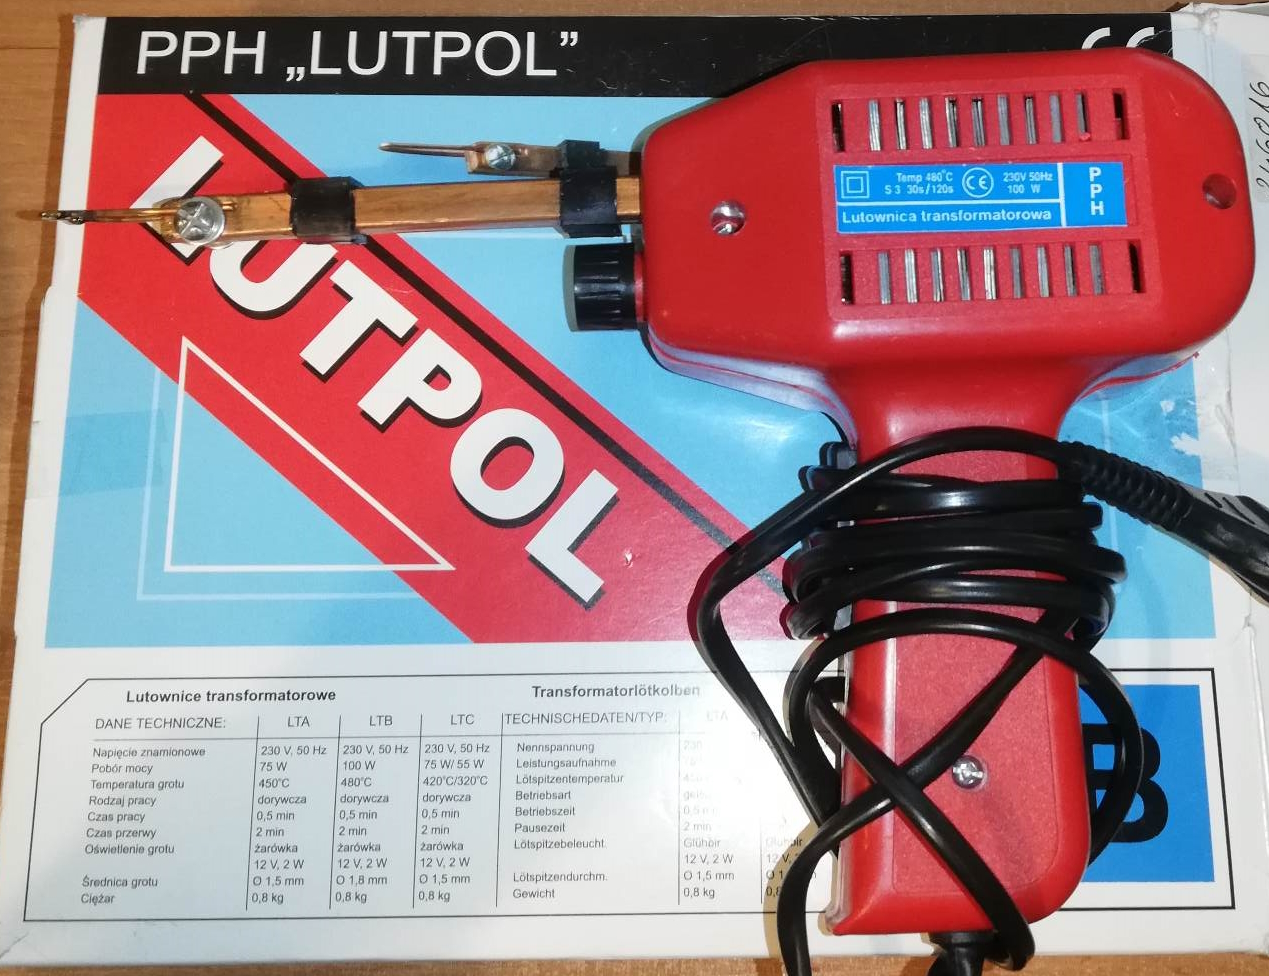 PPH „LUTPOL”
LUTPOL
Temp 480°C
S 3 30s/120s
CE
230V 50Hz
100 W
PPH
Lutownica transformatorowa
Lutownice transformatorowe
DANE TECHNICZNE: LTA LTB LTC
Napięcie znamionowe 230 V, 50 Hz 230 V, 50 Hz 230 V, 50 Hz
Pobór mocy 75 W 100 W 75 W/ 55 W
Temperatura grotu 450°C 480°C 420°C/320°C
Rodzaj pracy dorywcza dorywcza dorywcza
Czas pracy 0,5 min 0,5 min 0,5 min
Czas przerwy 2 min 2 min 2 min
Oświetlenie grotu żarówka żarówka żarówka
12 V, 2 W 12 V, 2 W 12 V, 2 W
Średnica grotu O 1,5 mm O 1,8 mm O 1,5 mm
Ciężar 0,8 kg 0,8 kg 0,8 kg
Transformatorlötkolben
TECHNISCHEDATEN/TYP: LTA
Nennspannung 230
Leistungsaufnahme
Lötspitzentemperatur
Betriebsart
Betriebszeit
Pausezeit 2 min
Lötspitzebeleucht.
12 V, 2 W
Lötspitzendurchm. O 1,5 mm
Gewicht 0,8 kg
B